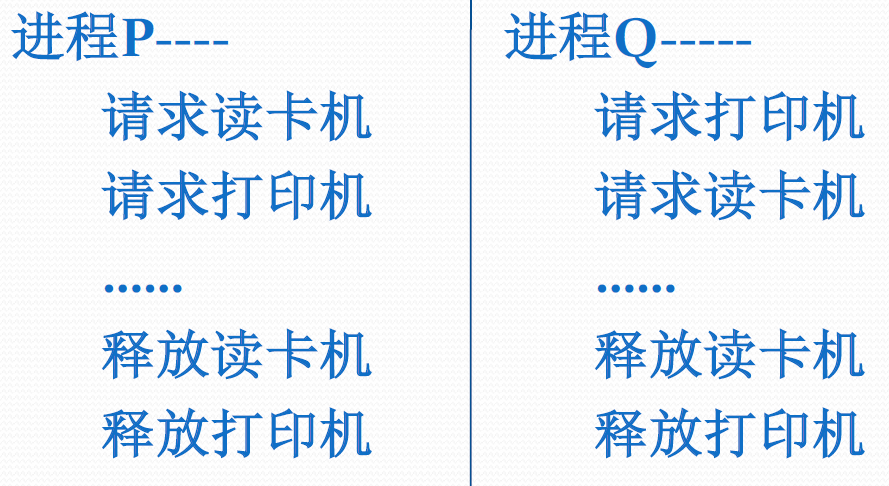 进程P----
请求读卡机
请求打印机
......
释放读卡机
释放打印机
进程Q-----
请求打印机
请求读卡机
......
释放读卡机
释放打印机